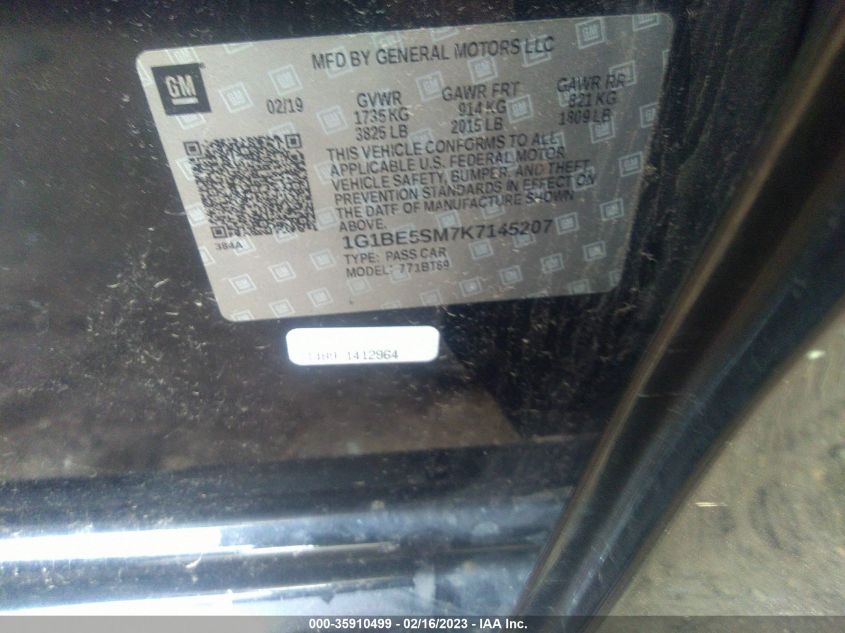 MFD BY GENERAL MOTORS LLC
GM
02/19
GVWR
1735 KG
3825 LB
GAWR FRT
914 KG
2015 LB
GAWR RR
821 KG
1809 LB
THIS VEHICLE CONFORMS TO ALL
APPLICABLE U.S. FEDERAL MOTOR
VEHICLE SAFETY, BUMPER, AND THEFT
PREVENTION STANDARDS IN EFFECT ON
THE DATE OF MANUFACTURE SHOWN
ABOVE.
384A
1G1BE5SM7K7145207
TYPE: PASS CAR
MODEL: 771BT69
1412964
000-35910499 - 02/16/2023 - IAA Inc.